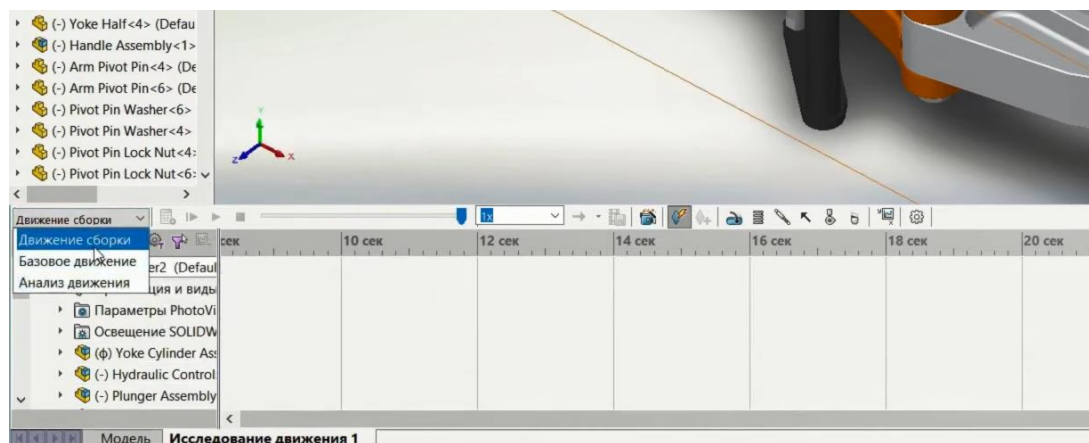 (-) Yoke Half<4> (Defau
(-) Handle Assembly<1>
(-) Arm Pivot Pin<4> (De
(-) Arm Pivot Pin<6> (De
(-) Pivot Pin Washer<6>
(-) Pivot Pin Washer<4>
(-) Pivot Pin Lock Nut<4>
(-) Pivot Pin Lock Nut<6>
Y
Z X
Движение сборки 1x
Движение сборки
Базовое движение
Анализ движения
сек 10 сек 12 сек 14 сек 16 сек 18 сек 20 сек
er2 (Defaul
ция и виды
Параметры PhotoVi
Освещение SOLIDW
(ф) Yoke Cylinder Ass
(-) Hydraulic Control
(-) Plunger Assembly
Модель Исследование движения 1